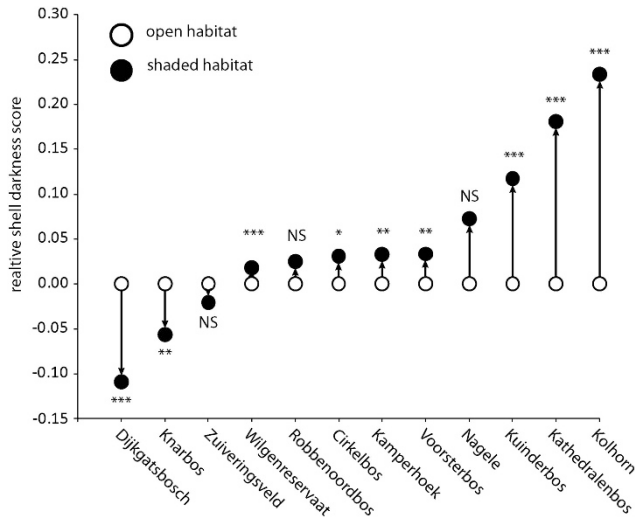 open habitat
shaded habitat
realtive shell darkness score
0.30
0.25
0.20
0.15
0.10
0.05
0.00
-0.05
-0.10
-0.15
***
**
NS
***
NS
*
**
**
NS
***
***
***
Dijkgatsbosch
Knarbos
Zuiveringsveld
Wilgenreservaat
Robbenoordbos
Cirkelbos
Kamperhoek
Voorsterbos
Nagele
Kuinderbos
Kathedralenbos
Kolhorn